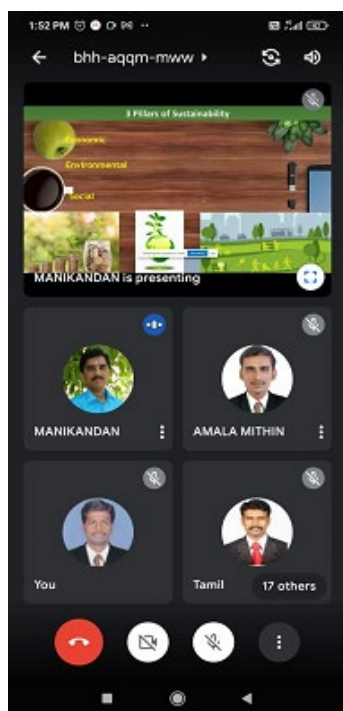 1:52 PM
bhh-aqqm-mww
3 Pillars of Sustainability
Economic
Environmental
Social
MANIKANDAN is presenting
MANIKANDAN
AMALA MITHIN
You
Tamil
17 others